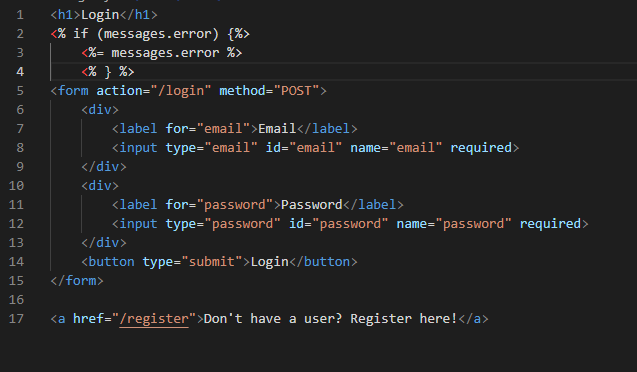 1 <h1>Login</h1>
2 <% if (messages.error) {%>
3     <%= messages.error %>
4     <% } %>
5 <form action="/login" method="POST">
6     <div>
7         <label for="email">Email</label>
8         <input type="email" id="email" name="email" required>
9     </div>
10     <div>
11         <label for="password">Password</label>
12         <input type="password" id="password" name="password" required>
13     </div>
14     <button type="submit">Login</button>
15 </form>
16
17 <a href="/register">Don't have a user? Register here!</a>